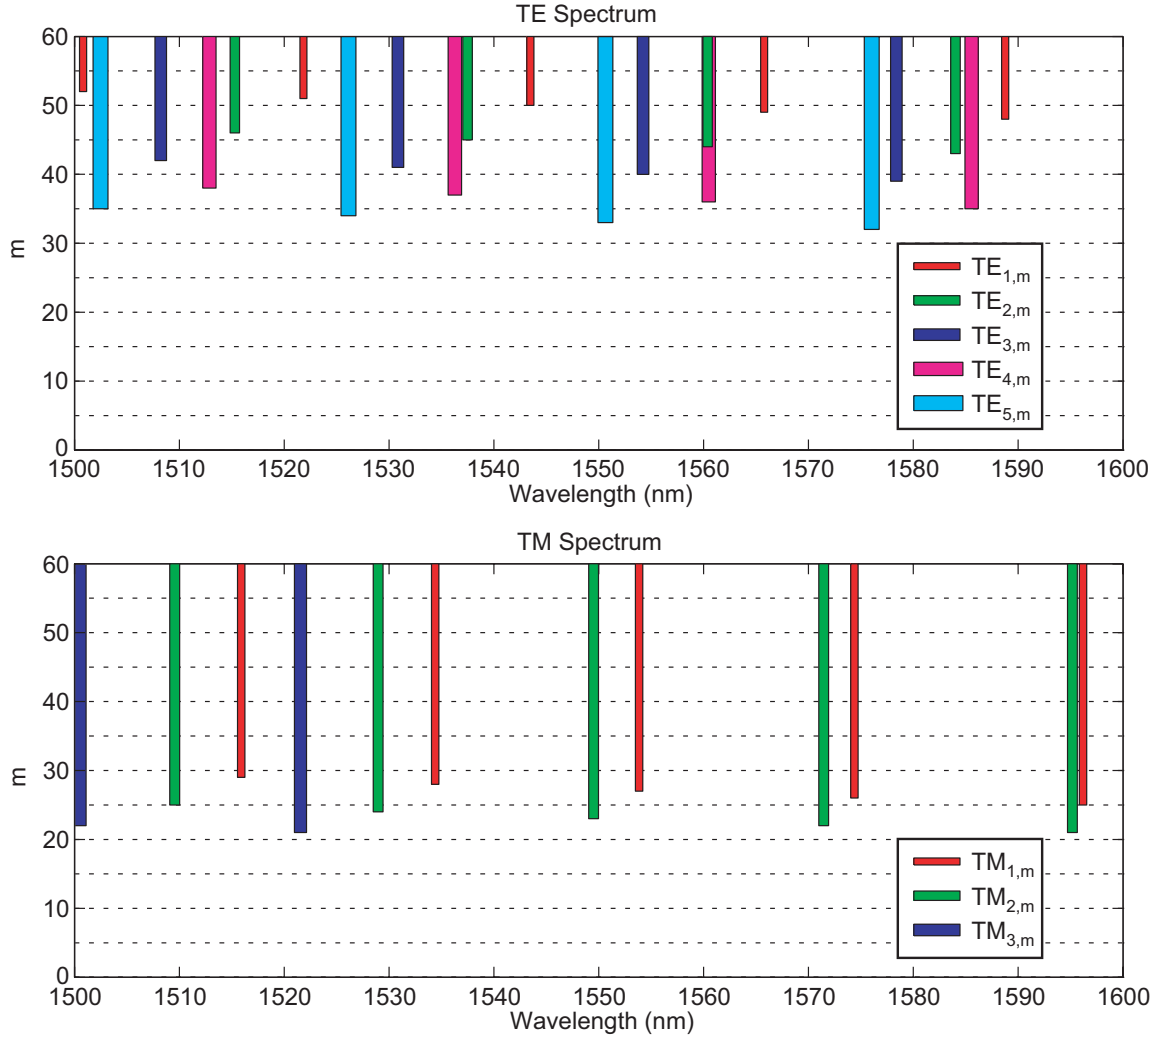 TE Spectrum
60
50
40
30
20
10
0
m
TE1,m
TE2,m
TE3,m
TE4,m
TE5,m
1500 1510 1520 1530 1540 1550 1560 1570 1580 1590 1600
Wavelength (nm)
TM Spectrum
60
50
40
30
20
10
0
m
TM1,m
TM2,m
TM3,m
1500 1510 1520 1530 1540 1550 1560 1570 1580 1590 1600
Wavelength (nm)